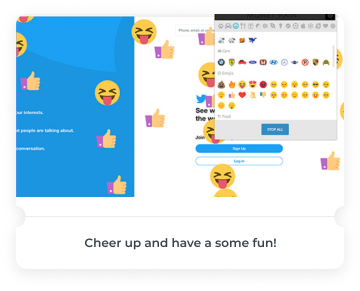 Phone, email or
Cars
Emojis
Food
STOP ALL
ur interests.
at people are talking about.
conversation.
See w
the w
Join
Sign Up
Log in
Cheer up and have a some fun!